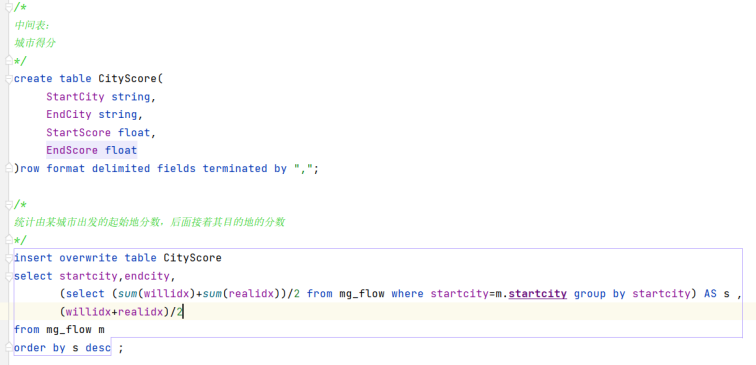 /*
中间表：
城市得分
*/
create table CityScore(
StartCity string,
EndCity string,
StartScore float,
EndScore float
)row format delimited fields terminated by ",";
/*
统计由某城市出发的起始地分数，后面接着其目的地的分数
*/
insert overwrite table CityScore
select startcity,endcity,
(select (sum(willidx)+sum(realidx))/2 from mg_flow where startcity=m.startcity group by startcity) AS s ,
(willidx+realidx)/2
from mg_flow m
order by s desc ;